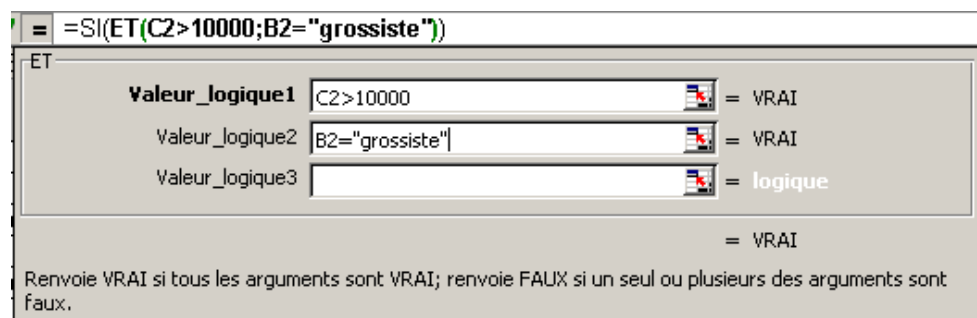 = =SI(ET(C2>10000;B2="grossiste"))
ET
Valeur_logique1 C2>10000 = VRAI
Valeur_logique2 B2="grossiste" = VRAI
Valeur_logique3 = logique
= VRAI
Renvoie VRAI si tous les arguments sont VRAI; renvoie FAUX si un seul ou plusieurs des arguments sont
faux.